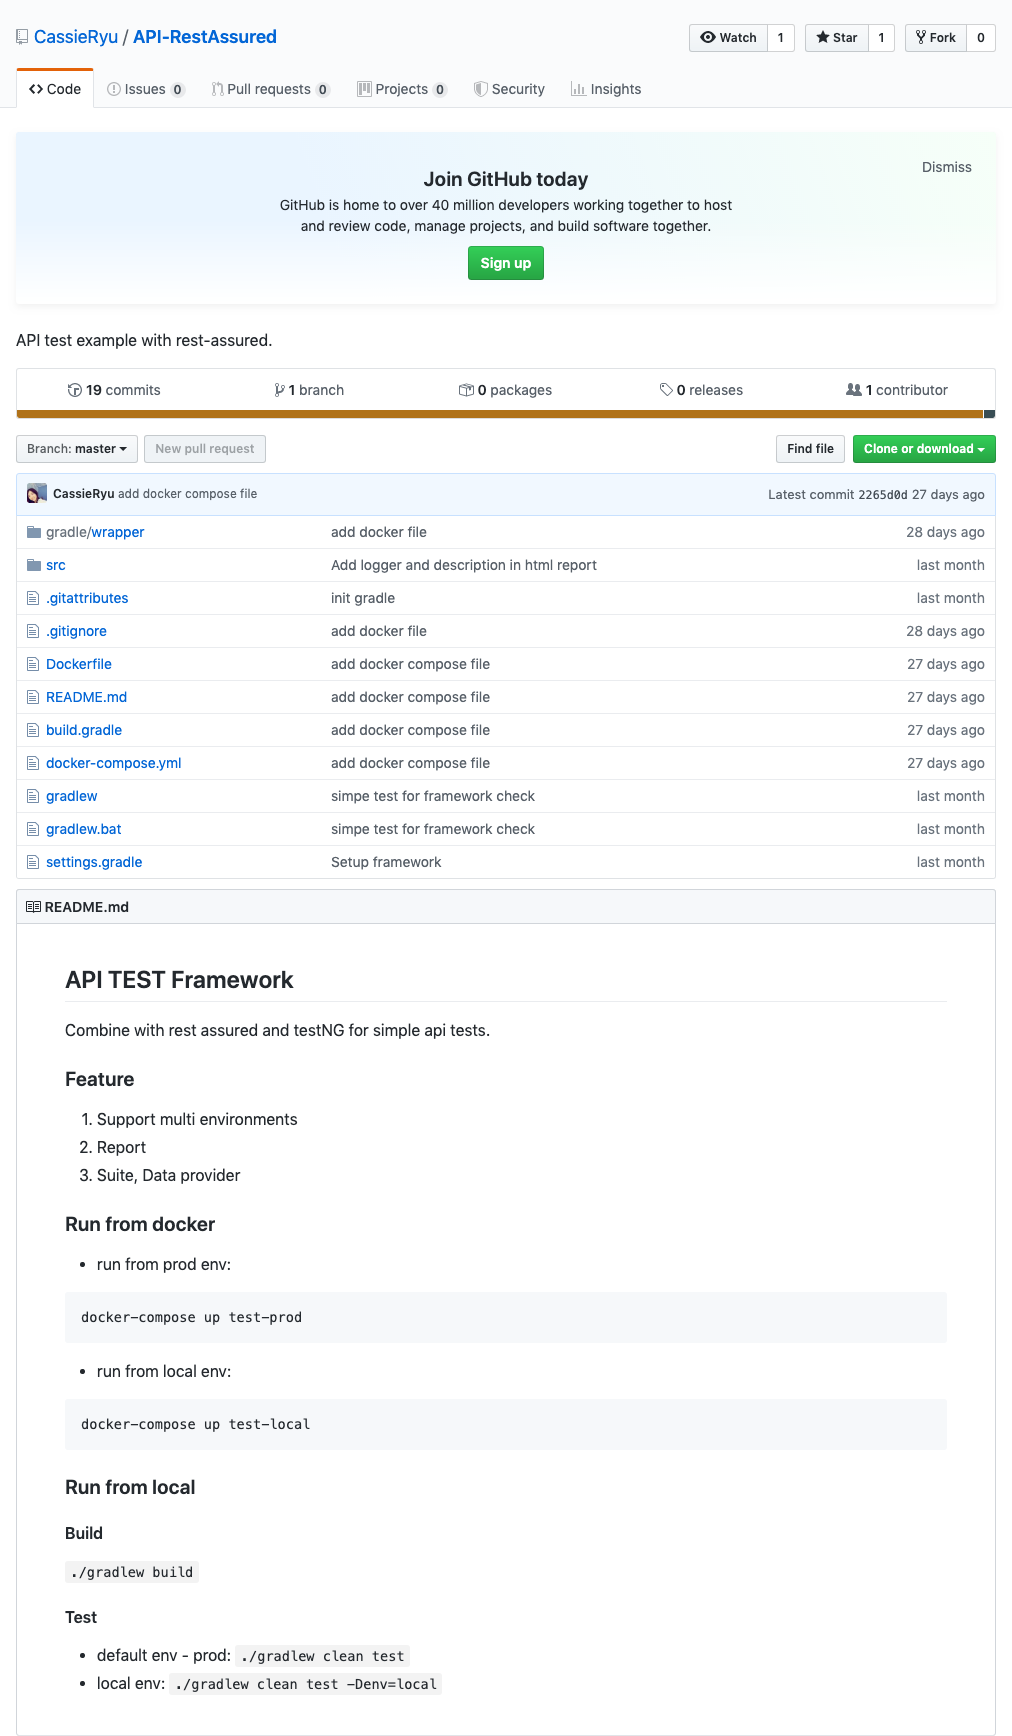 CassieRyu / API-RestAssured
Watch 1 Star 1 Fork 0
Code Issues 0 Pull requests 0 Projects 0 Security Insights
Dismiss
Join GitHub today
GitHub is home to over 40 million developers working together to host
and review code, manage projects, and build software together.
Sign up
API test example with rest-assured.
19 commits 1 branch 0 packages 0 releases 1 contributor
Branch: master New pull request Find file Clone or download
CassieRyu add docker compose file Latest commit 2265d0d 27 days ago
gradle/wrapper add docker file 28 days ago
src Add logger and description in html report last month
.gitattributes init gradle last month
.gitignore add docker file 28 days ago
Dockerfile add docker compose file 27 days ago
README.md add docker compose file 27 days ago
build.gradle add docker compose file 27 days ago
docker-compose.yml add docker compose file 27 days ago
gradlew simpe test for framework check last month
gradlew.bat simpe test for framework check last month
settings.gradle Setup framework last month
README.md
API TEST Framework
Combine with rest assured and testNG for simple api tests.
Feature
1. Support multi environments
2. Report
3. Suite, Data provider
Run from docker
• run from prod env:
docker-compose up test-prod
• run from local env:
docker-compose up test-local
Run from local
Build
./gradlew build
Test
• default env - prod: ./gradlew clean test
• local env: ./gradlew clean test -Denv=local